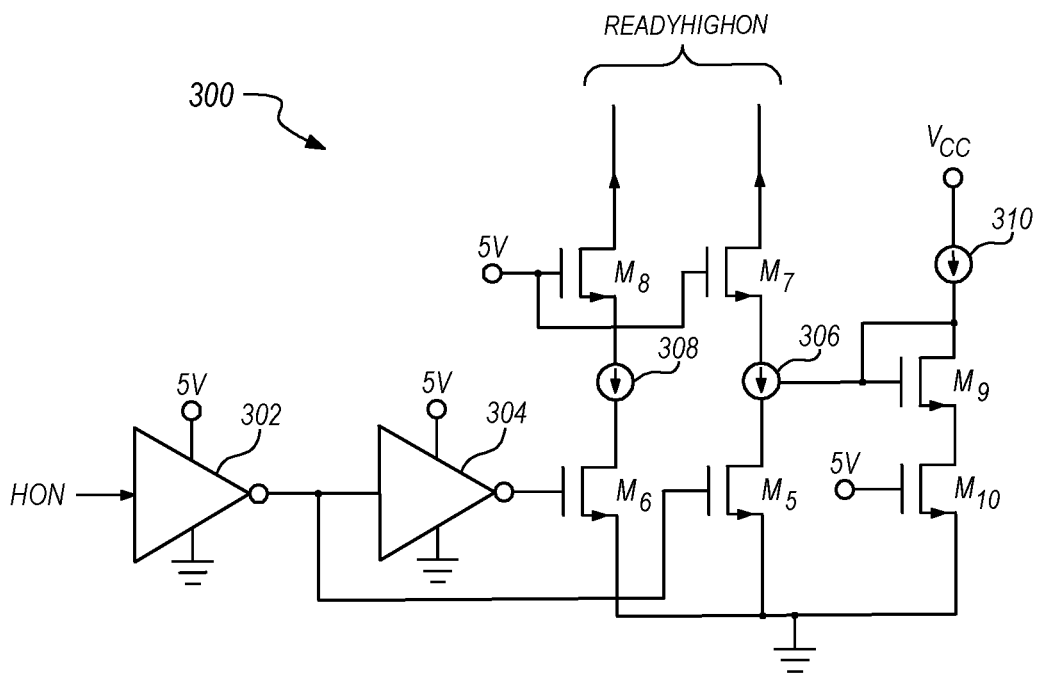 READYHIGHON
300
VCC
310
5V
M8
M7
308
306
M9
5V
302
5V
304
5V
HON
M6
M5
M10